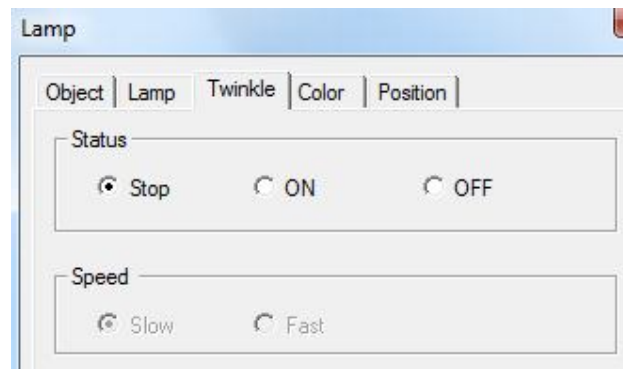 Lamp
Object Lamp Twinkle Color Position
Status
Stop ON OFF
Speed
Slow Fast